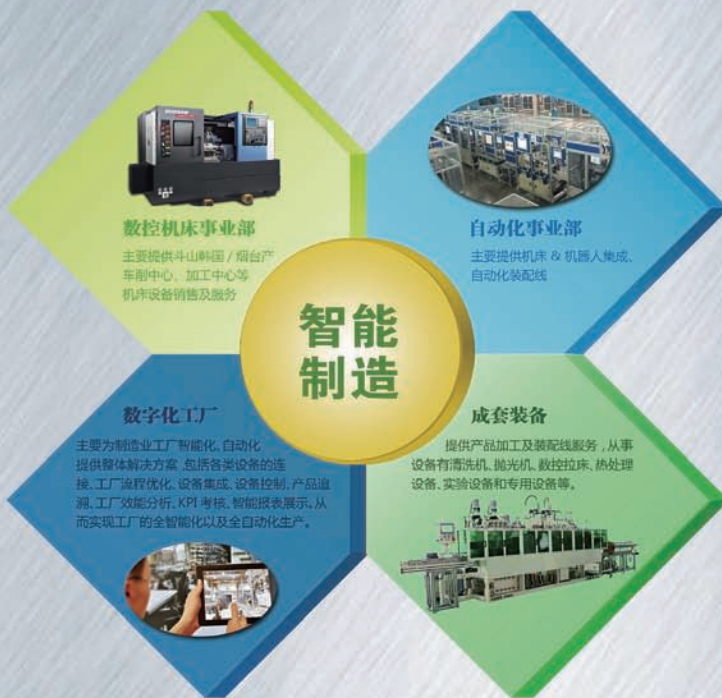 数控机床事业部
主要提供斗山韩国 / 烟台产
车削中心、加工中心等
机床设备销售及服务
自动化事业部
主要提供机床 & 机器人集成、
自动化装配线
智能
制造
数字化工厂
主要为制造业工厂智能化、自动化
提供整体解决方案 ,包括各类设备的连
接、工厂流程优化、设备集成、设备控制、产品追
溯、工厂效能分析、KPI 考核、智能报表展示。从
而实现工厂的全智能化以及全自动化生产。
成套装备
提供产品加工及装配线服务 , 从事
设备有清洗机、抛光机、数控拉床、热处理
设备、实验设备和专用设备等。